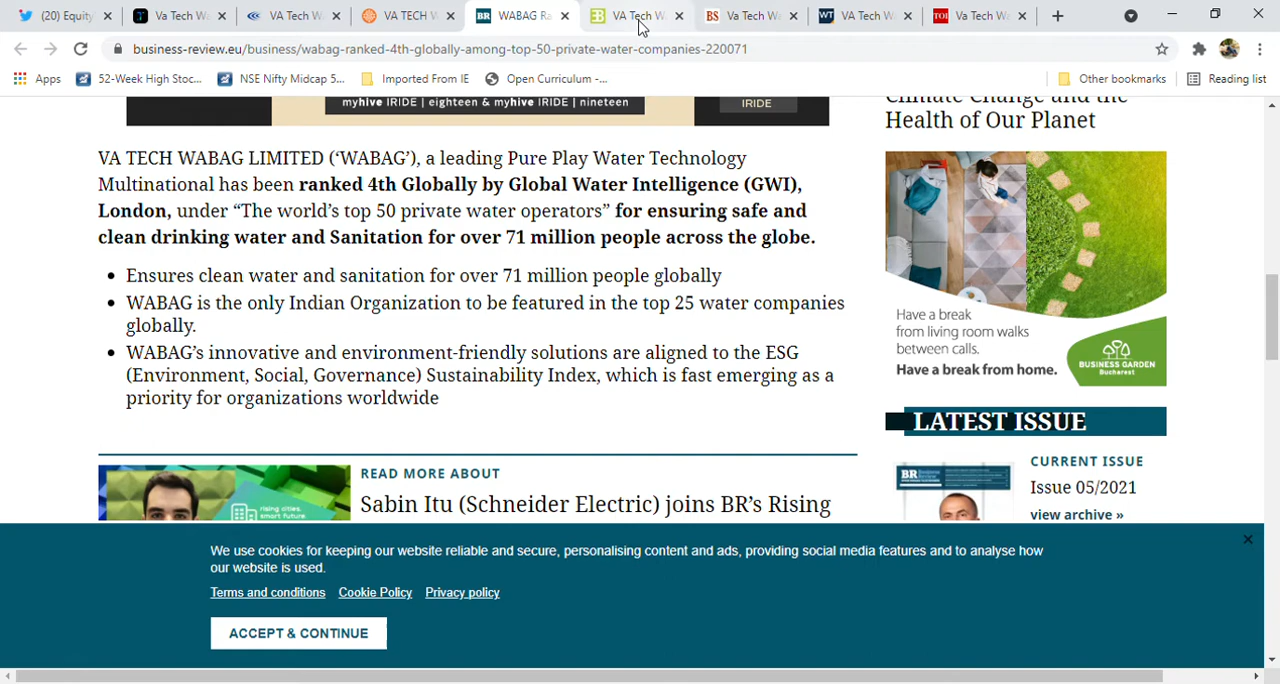 (20) Equity
Va Tech Wa
VA Tech W
VA TECH W
BR
WABAG Ra
VA Tech W
BS
Va Tech Wa
WT
VA Tech W
TOI
Va Tech Wa
business-review.eu/business/wabag-ranked-4th-globally-among-top-50-private-water-companies-220071
Apps
52-Week High Stoc...
NSE Nifty Midcap 5...
Imported From IE
Open Curriculum -...
Other bookmarks
Reading list
myhive IRIDE | eighteen & myhive IRIDE | nineteen
IRIDE
VA TECH WABAG LIMITED (‘WABAG’), a leading Pure Play Water Technology
Multinational has been ranked 4th Globally by Global Water Intelligence (GWI),
London, under “The world’s top 50 private water operators” for ensuring safe and
clean drinking water and Sanitation for over 71 million people across the globe.
• Ensures clean water and sanitation for over 71 million people globally
• WABAG is the only Indian Organization to be featured in the top 25 water companies
globally.
• WABAG’s innovative and environment-friendly solutions are aligned to the ESG
(Environment, Social, Governance) Sustainability Index, which is fast emerging as a
priority for organizations worldwide
rising cities.
smart future.
READ MORE ABOUT
Sabin Itu (Schneider Electric) joins BR’s Rising
Climate Change and the
Health of Our Planet
Have a break
from living room walks
between calls.
Have a break from home.
BUSINESS GARDEN
Bucharest
LATEST ISSUE
CURRENT ISSUE
Issue 05/2021
view archive »
We use cookies for keeping our website reliable and secure, personalising content and ads, providing social media features and to analyse how
our website is used.
Terms and conditions
Cookie Policy
Privacy policy
ACCEPT & CONTINUE